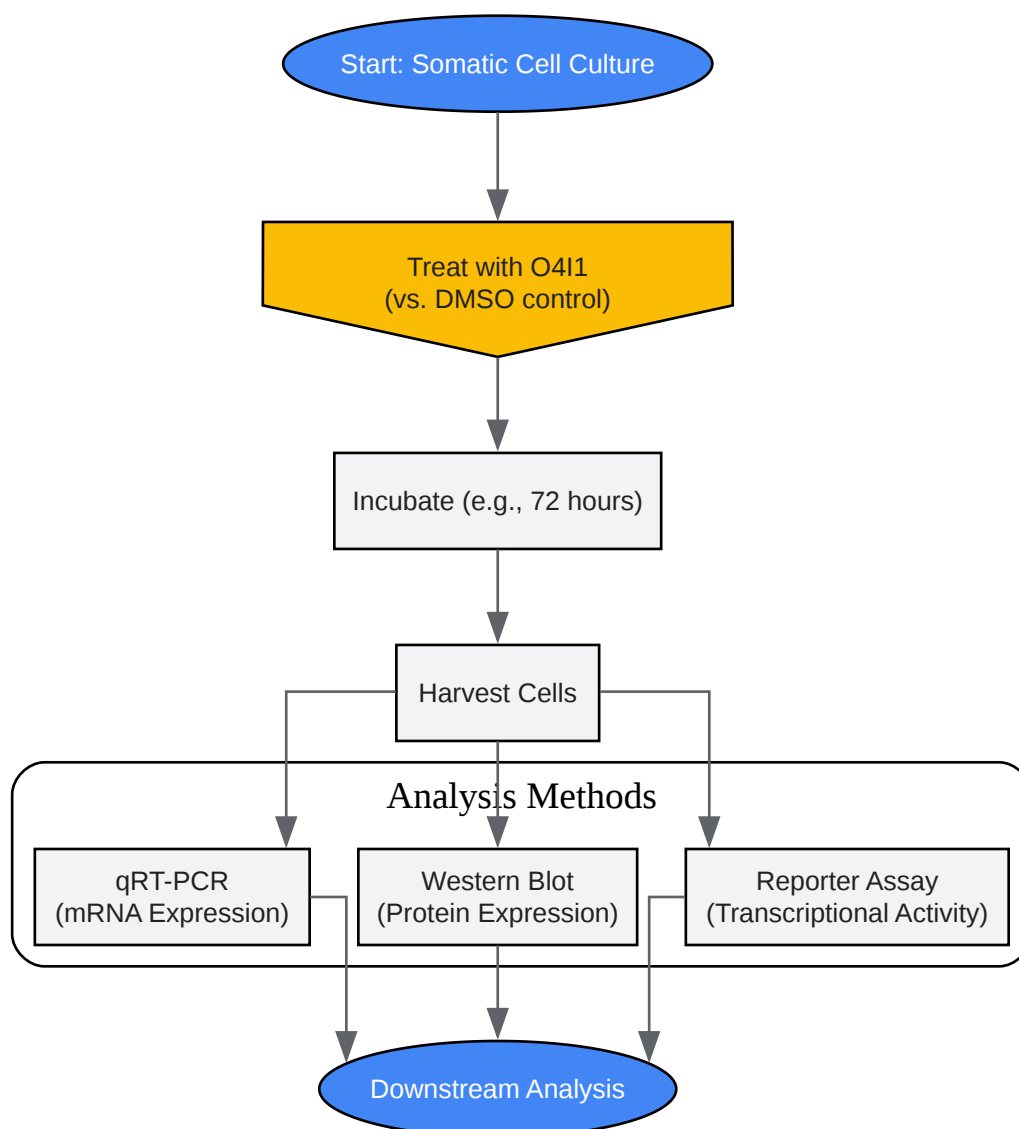 Start: Somatic Cell Culture
Treat with O4I1
(vs. DMSO control)
Incubate (e.g., 72 hours)
Harvest Cells
Analysis Methods
qRT-PCR
(mRNA Expression)
Western Blot
(Protein Expression)
Reporter Assay
(Transcriptional Activity)
Downstream Analysis